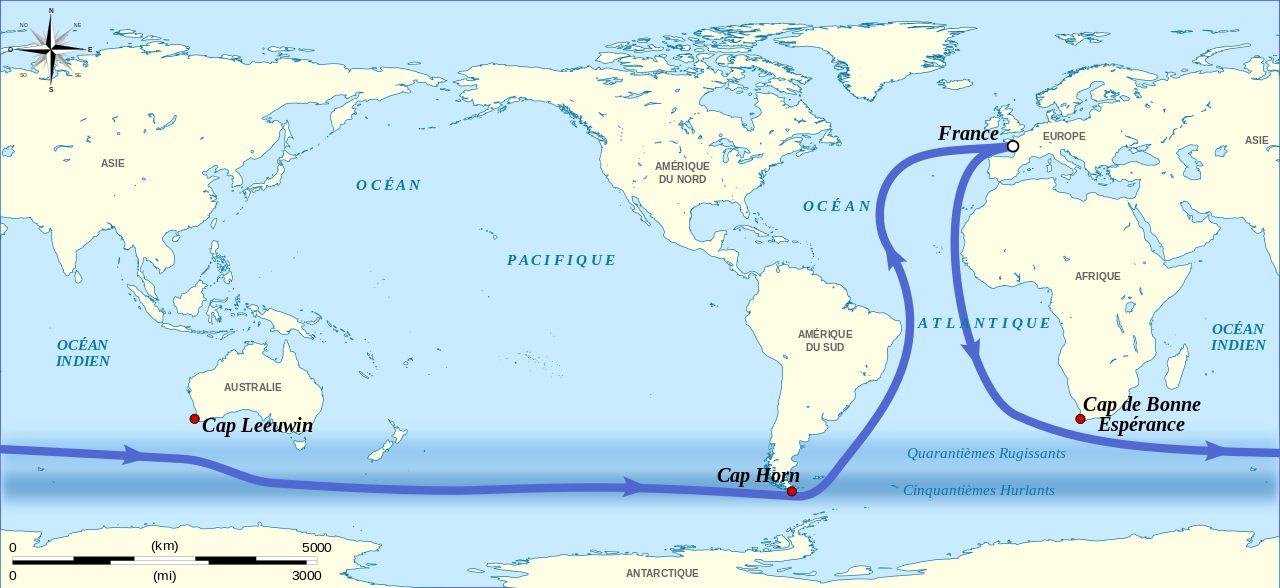 N
NO
NE
O
E
SO
SE
S
France
EUROPE
ASIE
ASIE
AMÉRIQUE
DU NORD
OCÉAN
PACIFIQUE
OCÉAN
ATLANTIQUE
AFRIQUE
OCÉAN
INDIEN
OCÉAN
INDIEN
AMÉRIQUE
DU SUD
AUSTRALIE
Cap Leeuwin
Cap de Bonne
Espérance
Quarantièmes Rugissants
Cap Horn
Cinquantièmes Hurlants
0
(km)
5000
0
(mi)
3000
ANTARCTIQUE